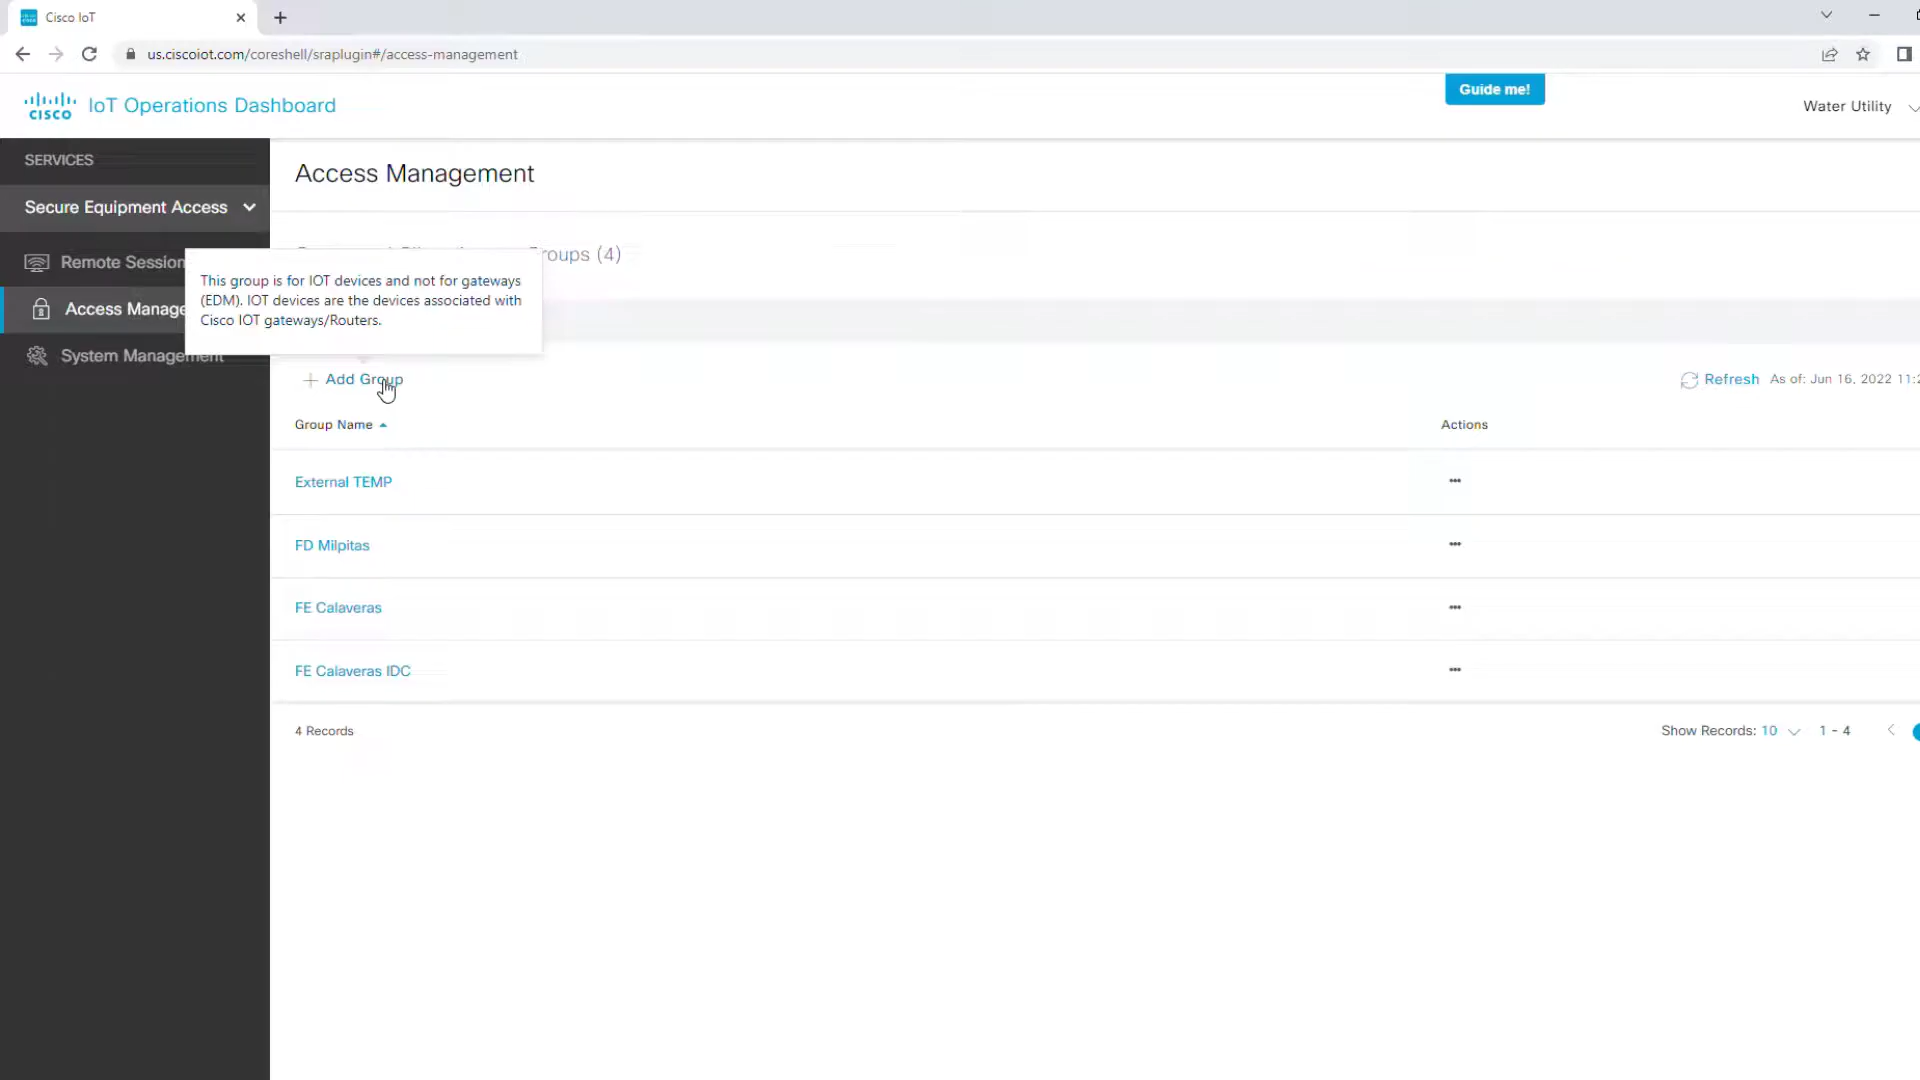 Cisco IoT
us.ciscoiot.com/coreshell/sraplugin#/access-management
CISCO
IoT Operations Dashboard
Guide me!
Water Utility
SERVICES
Access Management
Secure Equipment Access
Groups (4)
Remote Session
This group is for IOT devices and not for gateways
(EDM). IOT devices are the devices associated with
Cisco IOT gateways/Routers.
Access Manage
System Management
Add Group
Refresh As of: Jun 16, 2022 11:2
Group Name
Actions
External TEMP
FD Milpitas
FE Calaveras
FE Calaveras IDC
4 Records
Show Records: 10
1 - 4